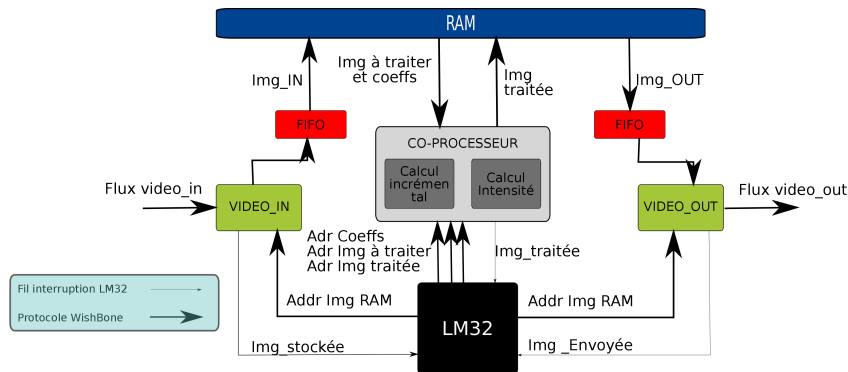 RAM
Img_IN
Img à traiter
et coeffs
Img
traitée
Img_OUT
FIFO
FIFO
CO-PROCESSEUR
Calcul
incrémen
tal
Calcul
Intensité
Flux video_in
VIDEO_IN
VIDEO_OUT
Flux video_out
Adr Coeffs
Adr Img à traiter
Adr Img traitée
Img_traitée
Fil interruption LM32
Protocole WishBone
Addr Img RAM
Addr Img RAM
LM32
Img_stockée
Img _Envoyée